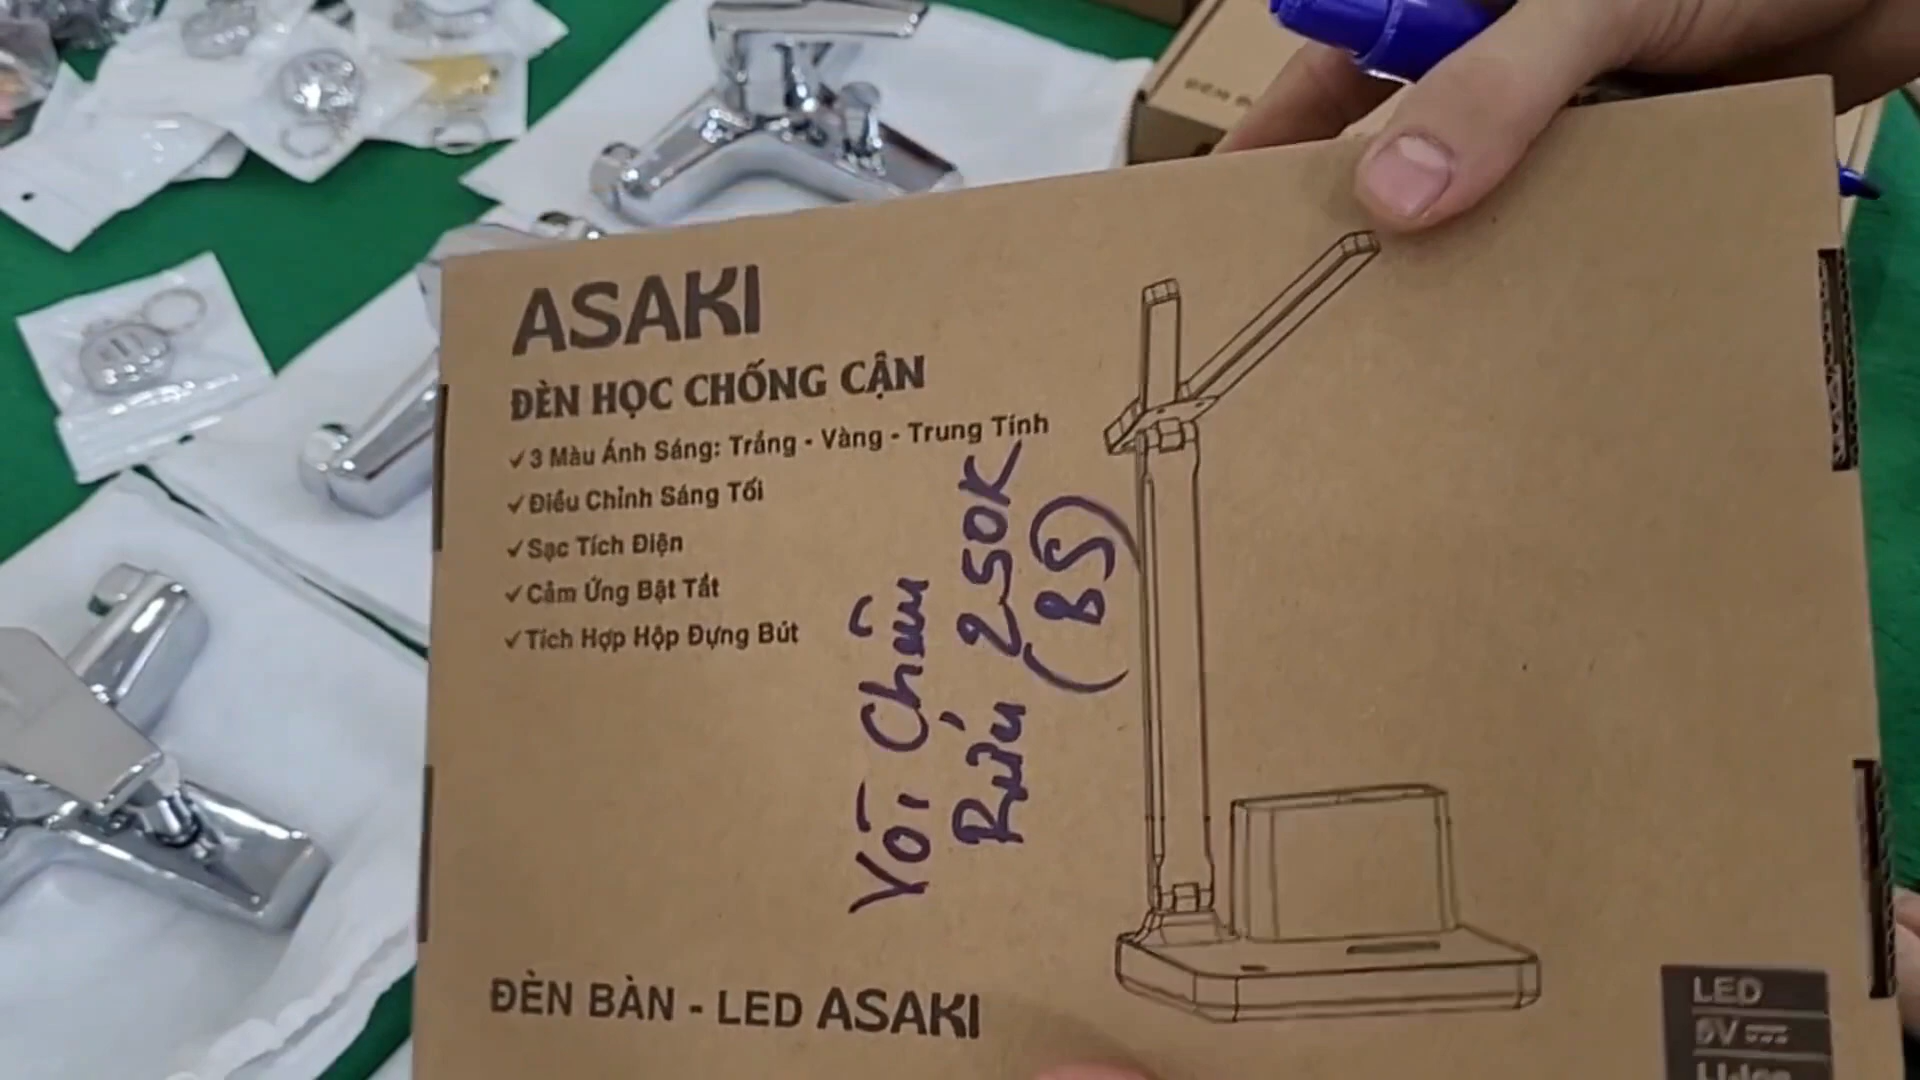 ASAKI
ĐÈN HỌC CHỐNG CẬN
✓ 3 Màu Ánh Sáng: Trắng - Vàng - Trung Tính
✓ Điều Chỉnh Sáng Tối
✓ Sạc Tích Điện
✓ Cảm Ứng Bật Tắt
✓ Tích Hợp Hộp Đựng Bút
Vòi Chậu
Rửa 250K
(85)
ĐÈN BÀN - LED ASAKI
LED
5V
ĐÈN